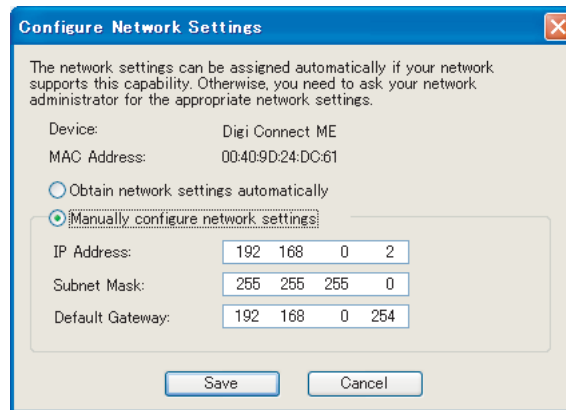 Configure Network Settings
The network settings can be assigned automatically if your network
supports this capability. Otherwise, you need to ask your network
administrator for the appropriate network settings.
Device: Digi Connect ME
MAC Address: 00:40:9D:24:DC:61
Obtain network settings automatically
Manually configure network settings
IP Address: 192 168 0 2
Subnet Mask: 255 255 255 0
Default Gateway: 192 168 0 254
Save Cancel